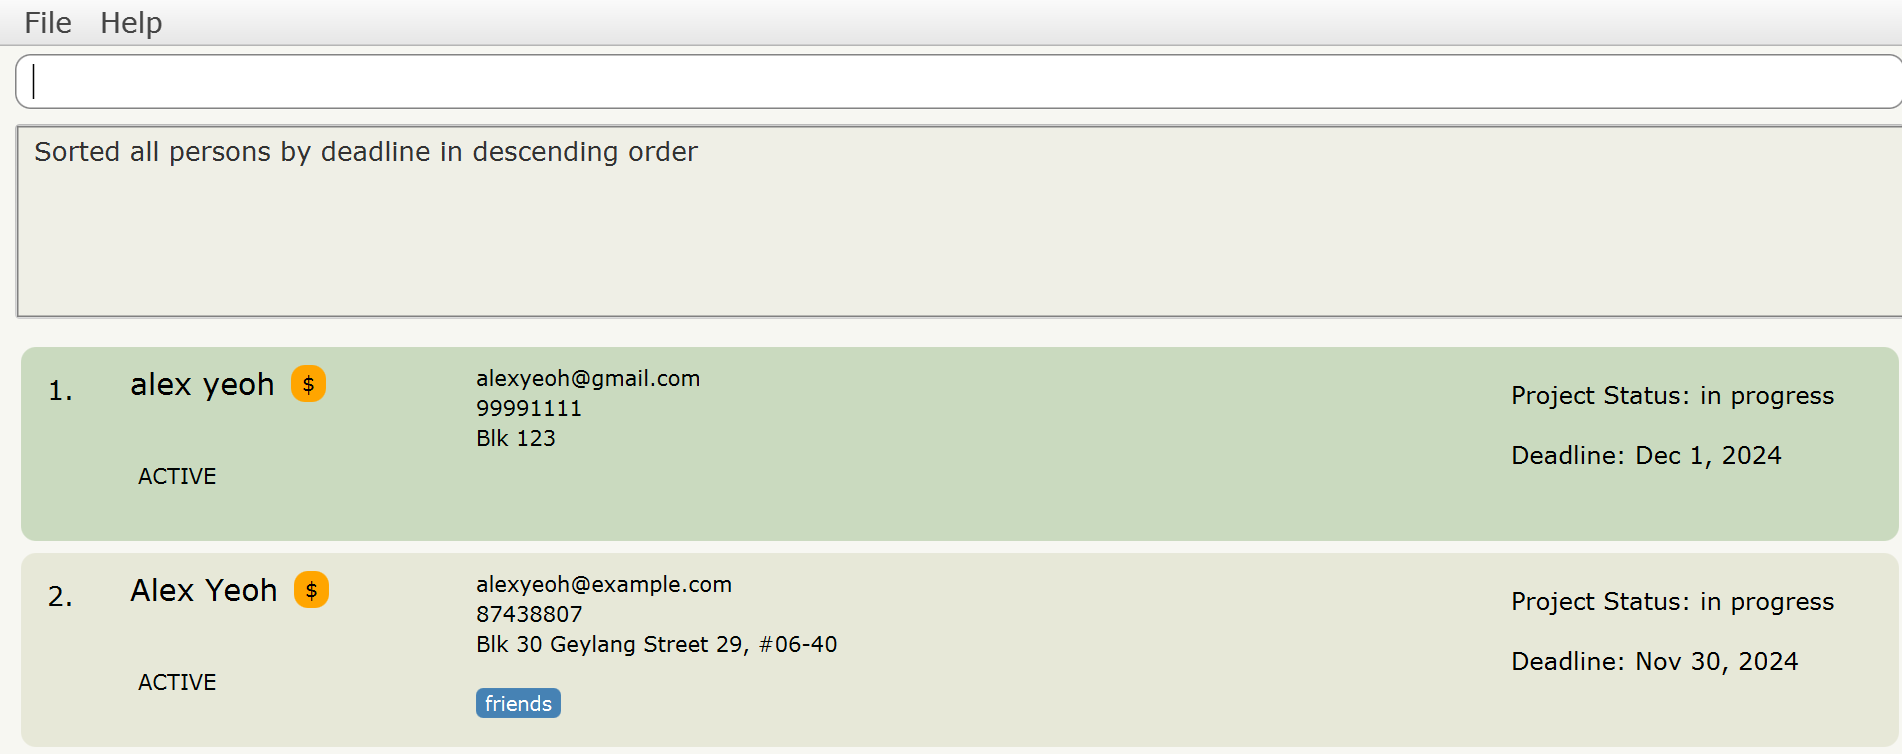 File Help
Sorted all persons by deadline in descending order
1. alex yeoh $
ACTIVE
alexyeoh@gmail.com
99991111
Blk 123
Project Status: in progress
Deadline: Dec 1, 2024
2. Alex Yeoh $
ACTIVE
alexyeoh@example.com
87438807
Blk 30 Geylang Street 29, #06-40
friends
Project Status: in progress
Deadline: Nov 30, 2024